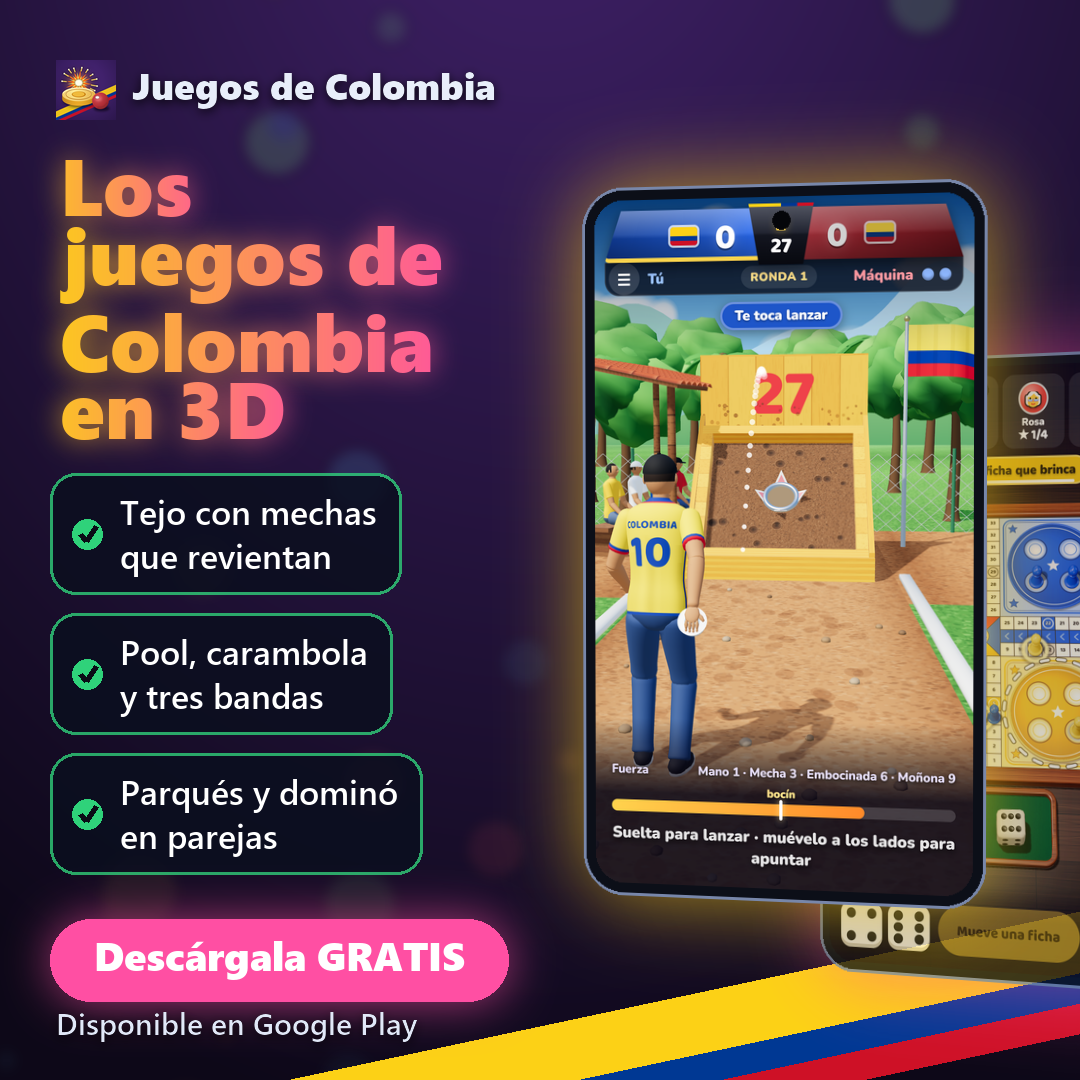 Juegos de Colombia
Los
juegos de
Colombia
en 3D
Tejo con mechas
que revientan
Pool, carambola
y tres bandas
Parqués y dominó
en parejas
Descárgala GRATIS
Disponible en Google Play
0
27
0
Tú
RONDA 1
Máquina
Te toca lanzar
27
COLOMBIA
10
Fuerza
Mano 1 · Mecha 3 · Embocinada 6 · Moñona 9
bocín
Suelta para lanzar · muévelo a los lados para
apuntar
Rosa
★ 1/4
ficha que brinca
Mueve una ficha